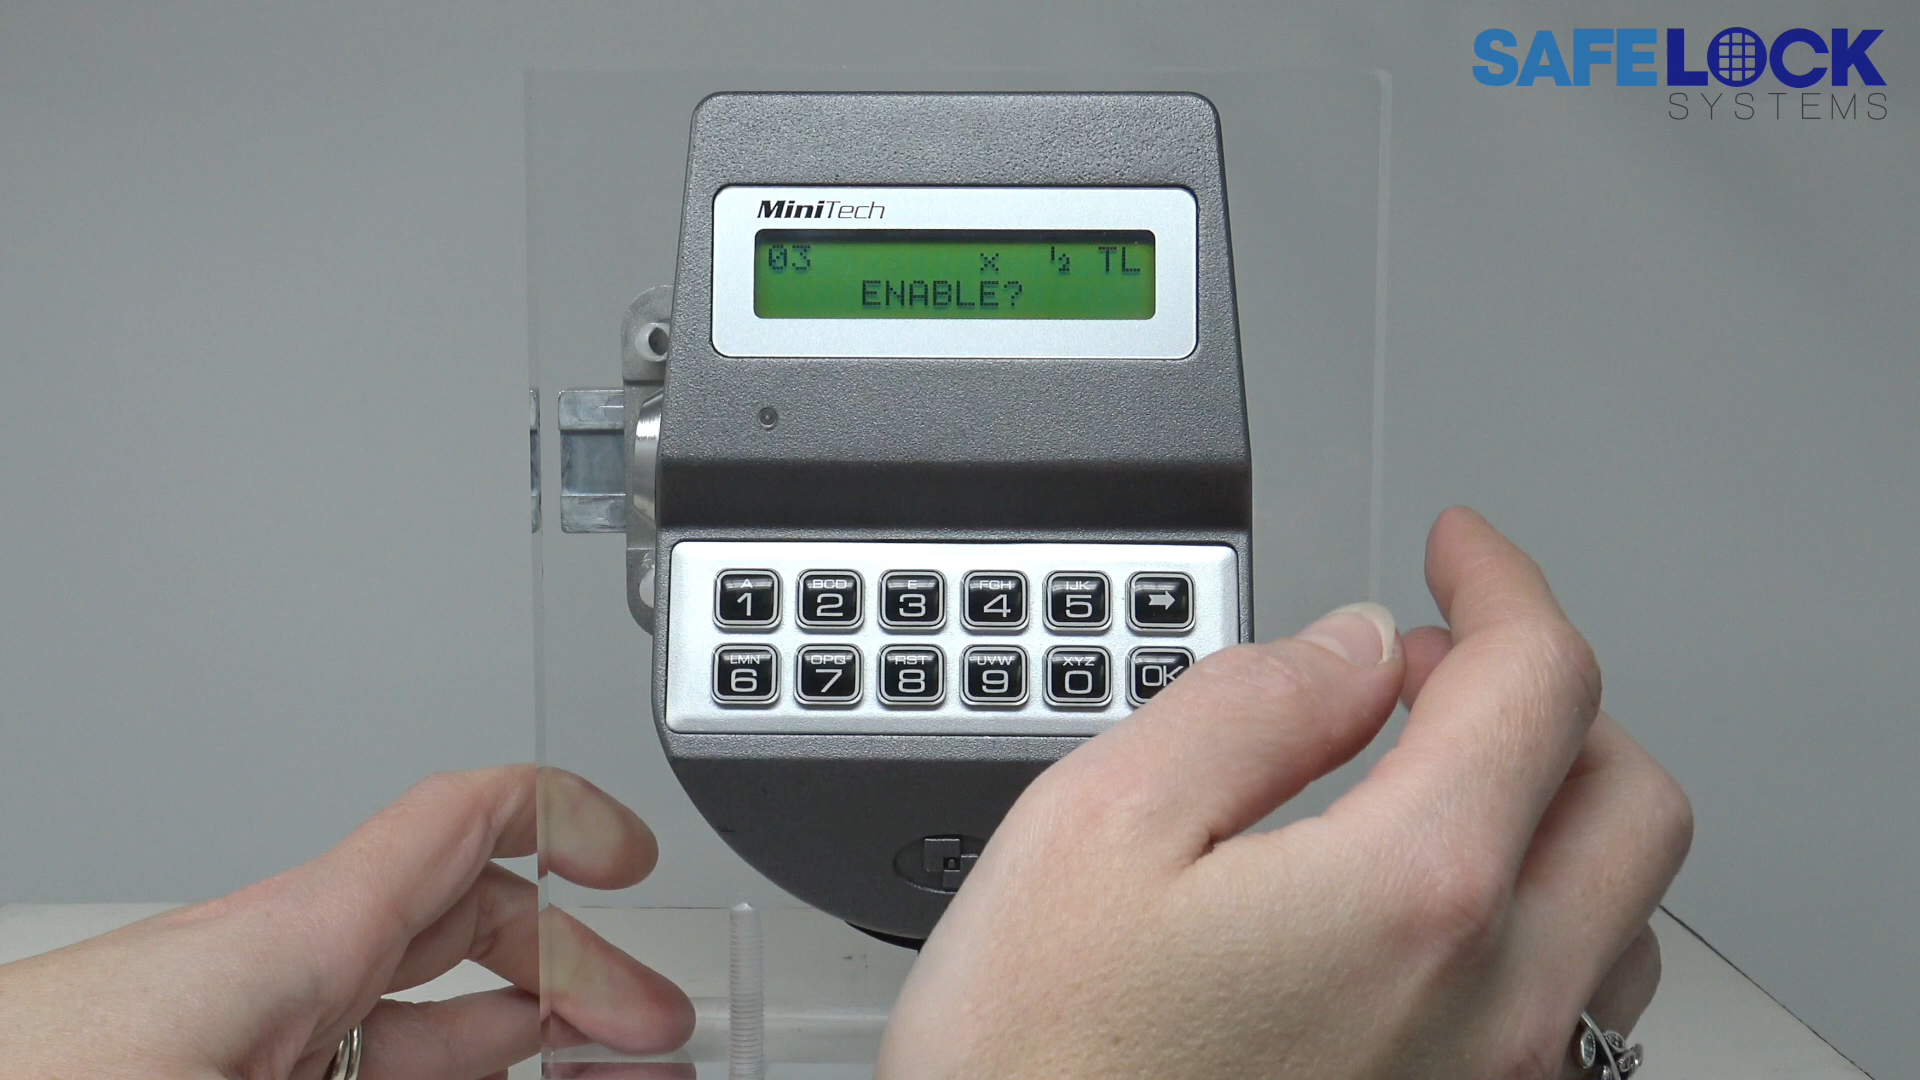 SAFELOCK
SYSTEMS
MiniTech
03 x ½ TL
ENABLE?
A BCD E FGH IJK
1 2 3 4 5
LMN OPQ RST UVW XYZ
6 7 8 9 0 OK